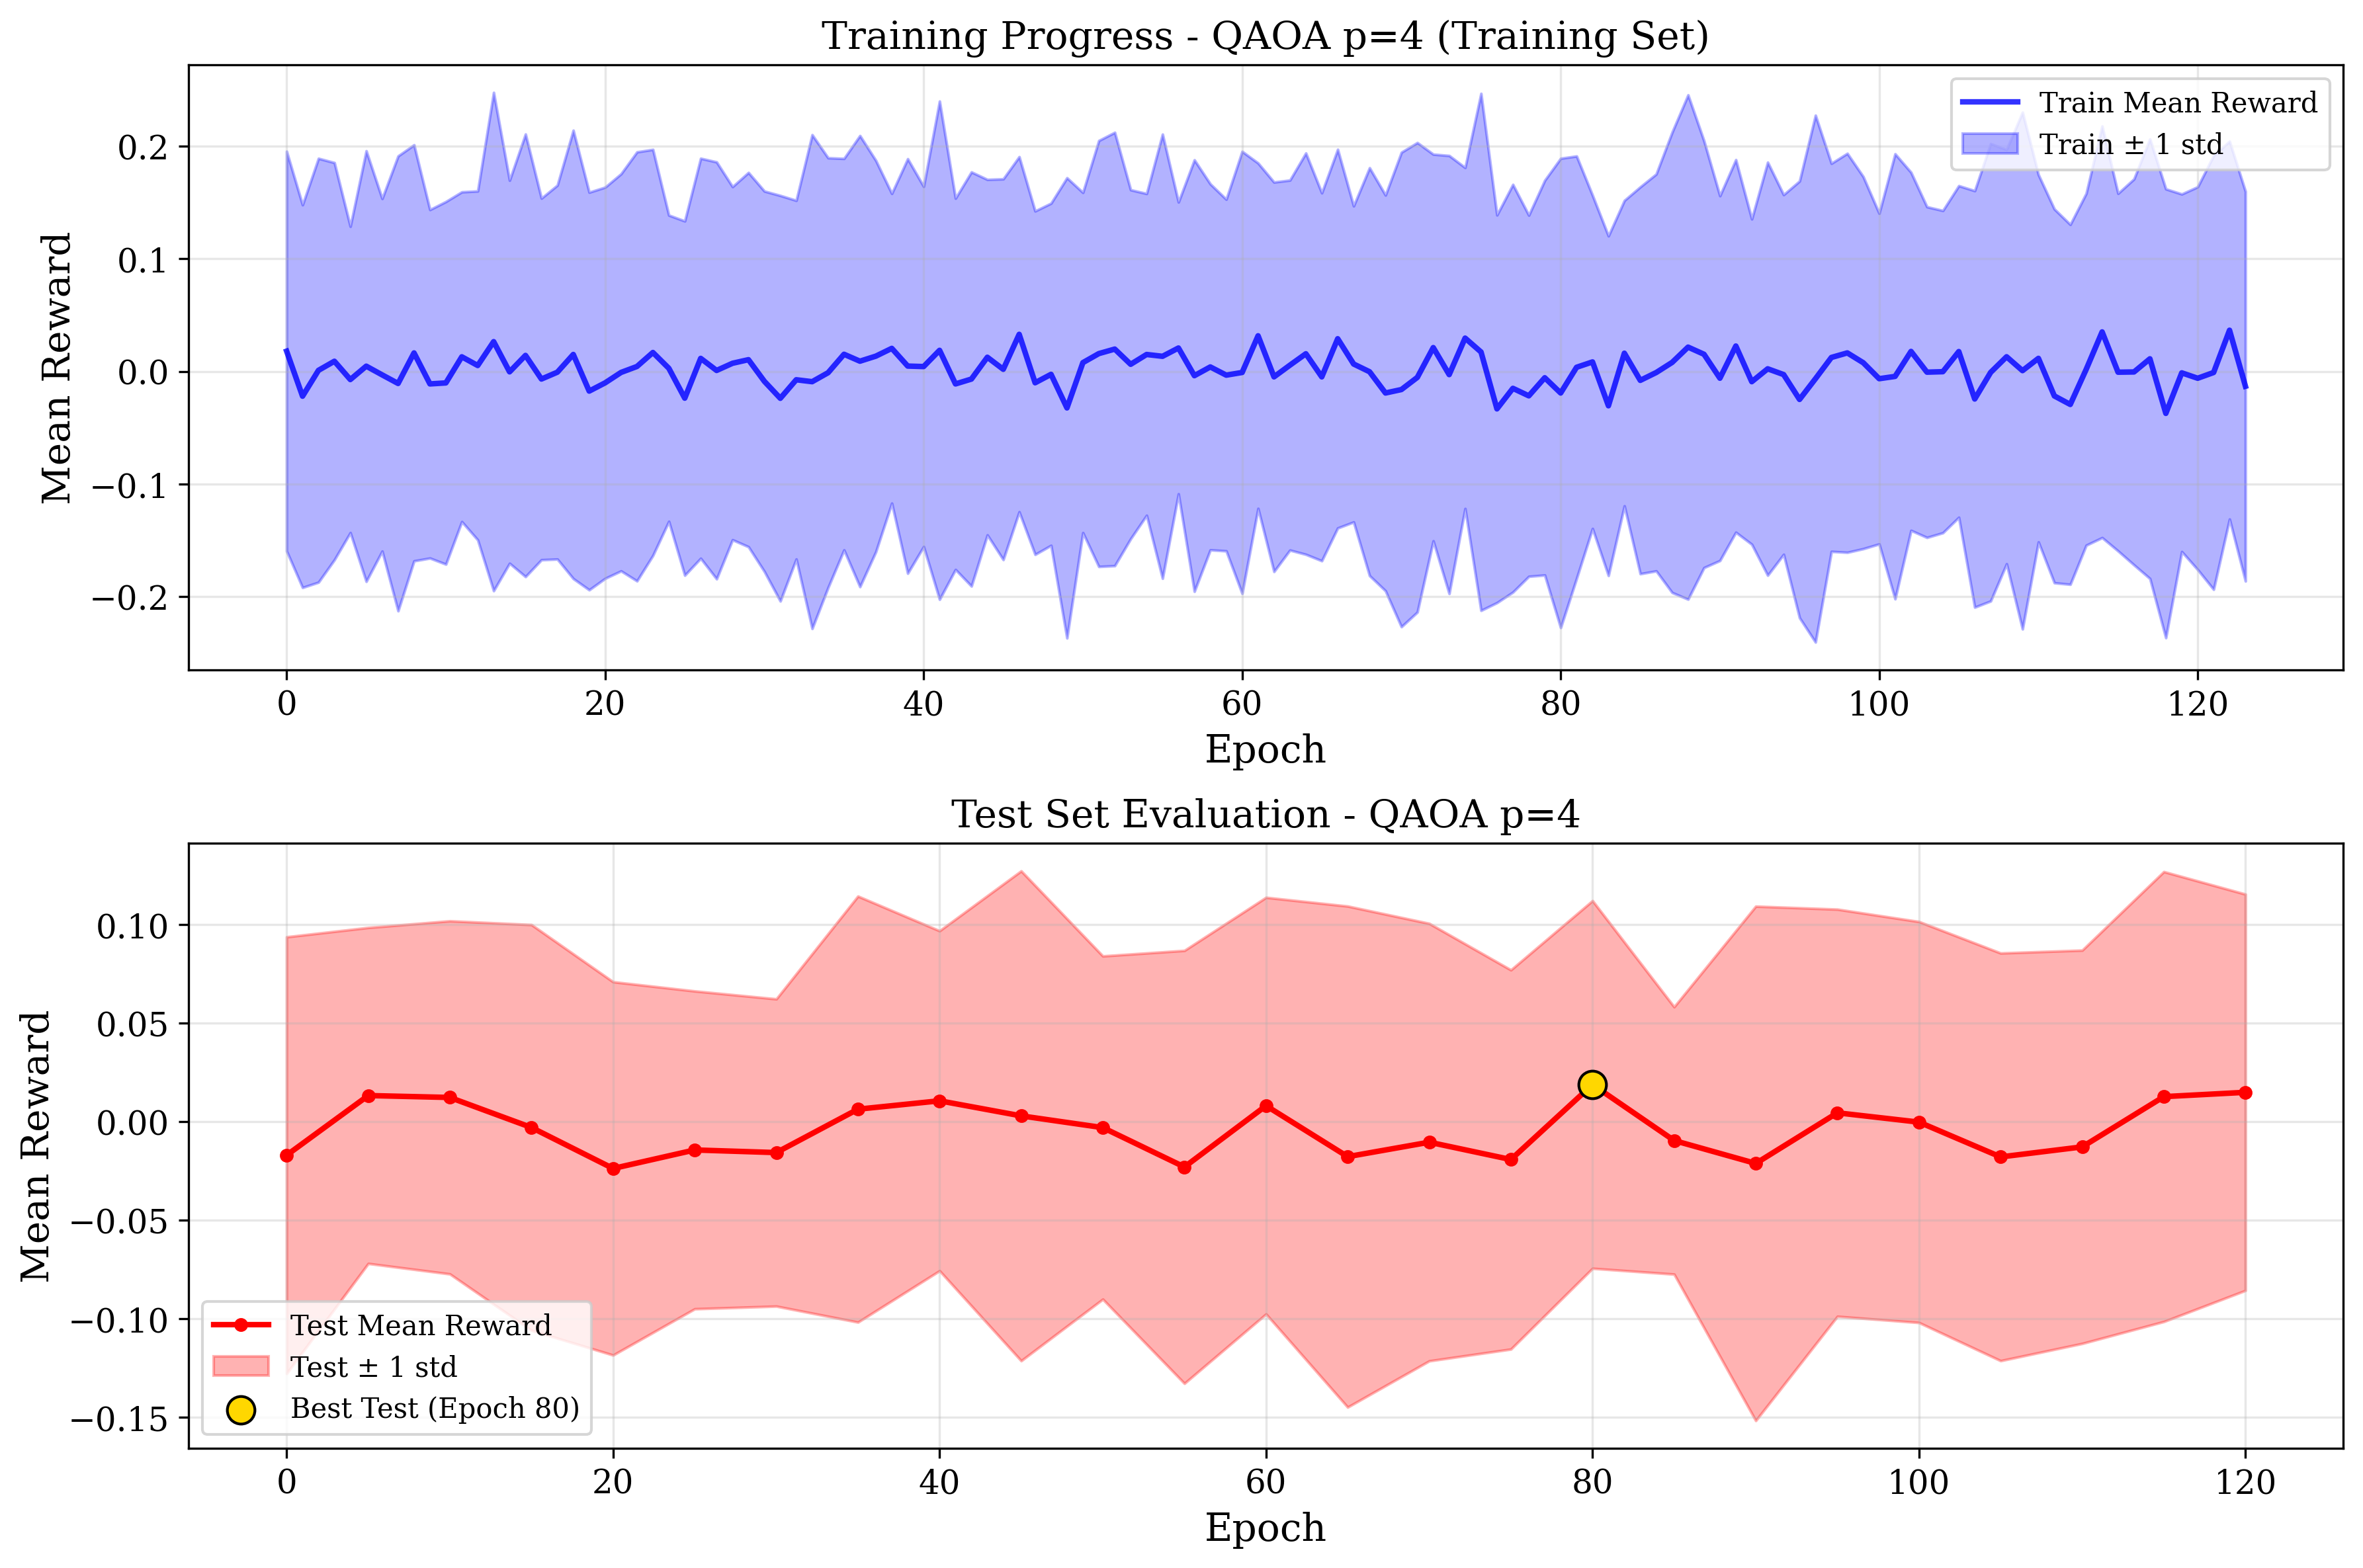 Training Progress - QAOA p=4 (Training Set)
Train Mean Reward
Train ± 1 std
Mean Reward
0.2
0.1
0.0
−0.1
−0.2
0 20 40 60 80 100 120
Epoch
Test Set Evaluation - QAOA p=4
Mean Reward
0.10
0.05
0.00
−0.05
−0.10
−0.15
Test Mean Reward
Test ± 1 std
Best Test (Epoch 80)
0 20 40 60 80 100 120
Epoch